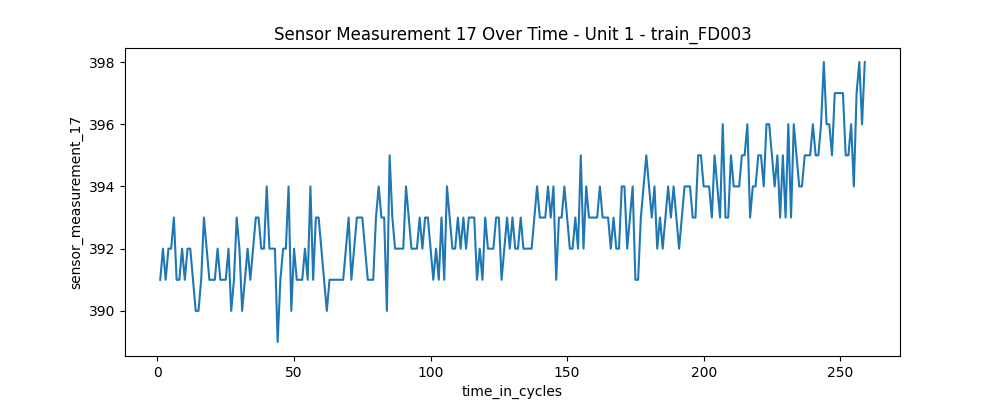 Sensor Measurement 17 Over Time - Unit 1 - train_FD003
398
396
394
392
390
sensor_measurement_17
0 50 100 150 200 250
time_in_cycles